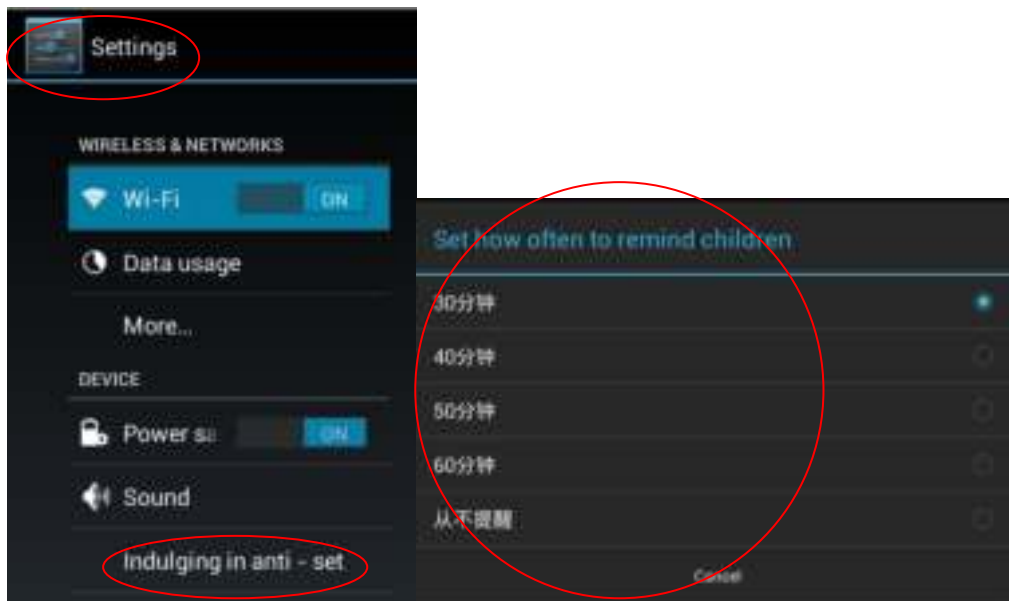 Settings
WIRELESS & NETWORKS
Wi-Fi ON
Data usage
More...
DEVICE
Power sa ON
Sound
Indulging in anti - set
Set how often to remind children
30分钟
40分钟
50分钟
60分钟
从不提醒
Cancel